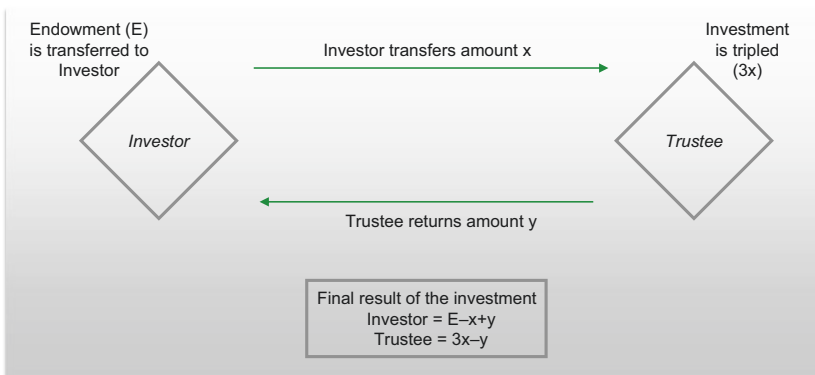 Endowment (E)
is transferred to
Investor
Investor transfers amount x
Investment
is tripled
(3x)
Investor
Trustee
Trustee returns amount y
Final result of the investment
Investor = E–x+y
Trustee = 3x–y